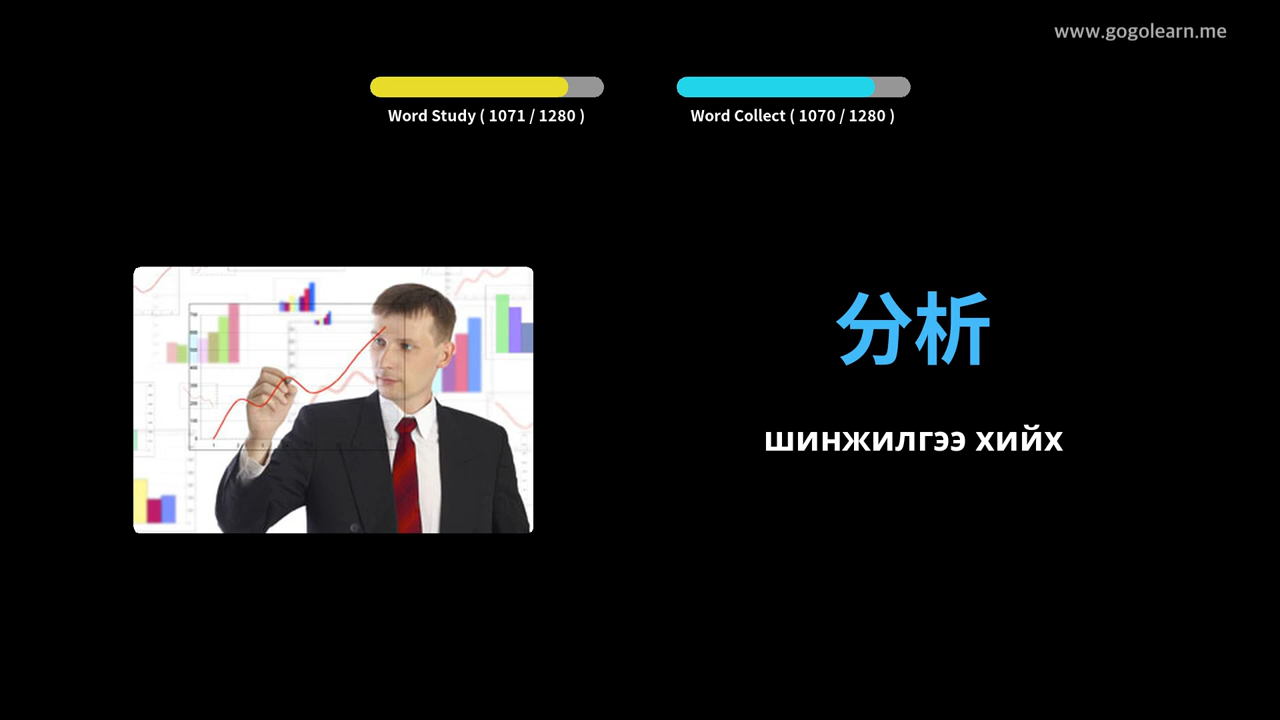 www.gogolearn.me
Word Study ( 1071 / 1280 )
Word Collect ( 1070 / 1280 )
分析
шинжилгээ хийх